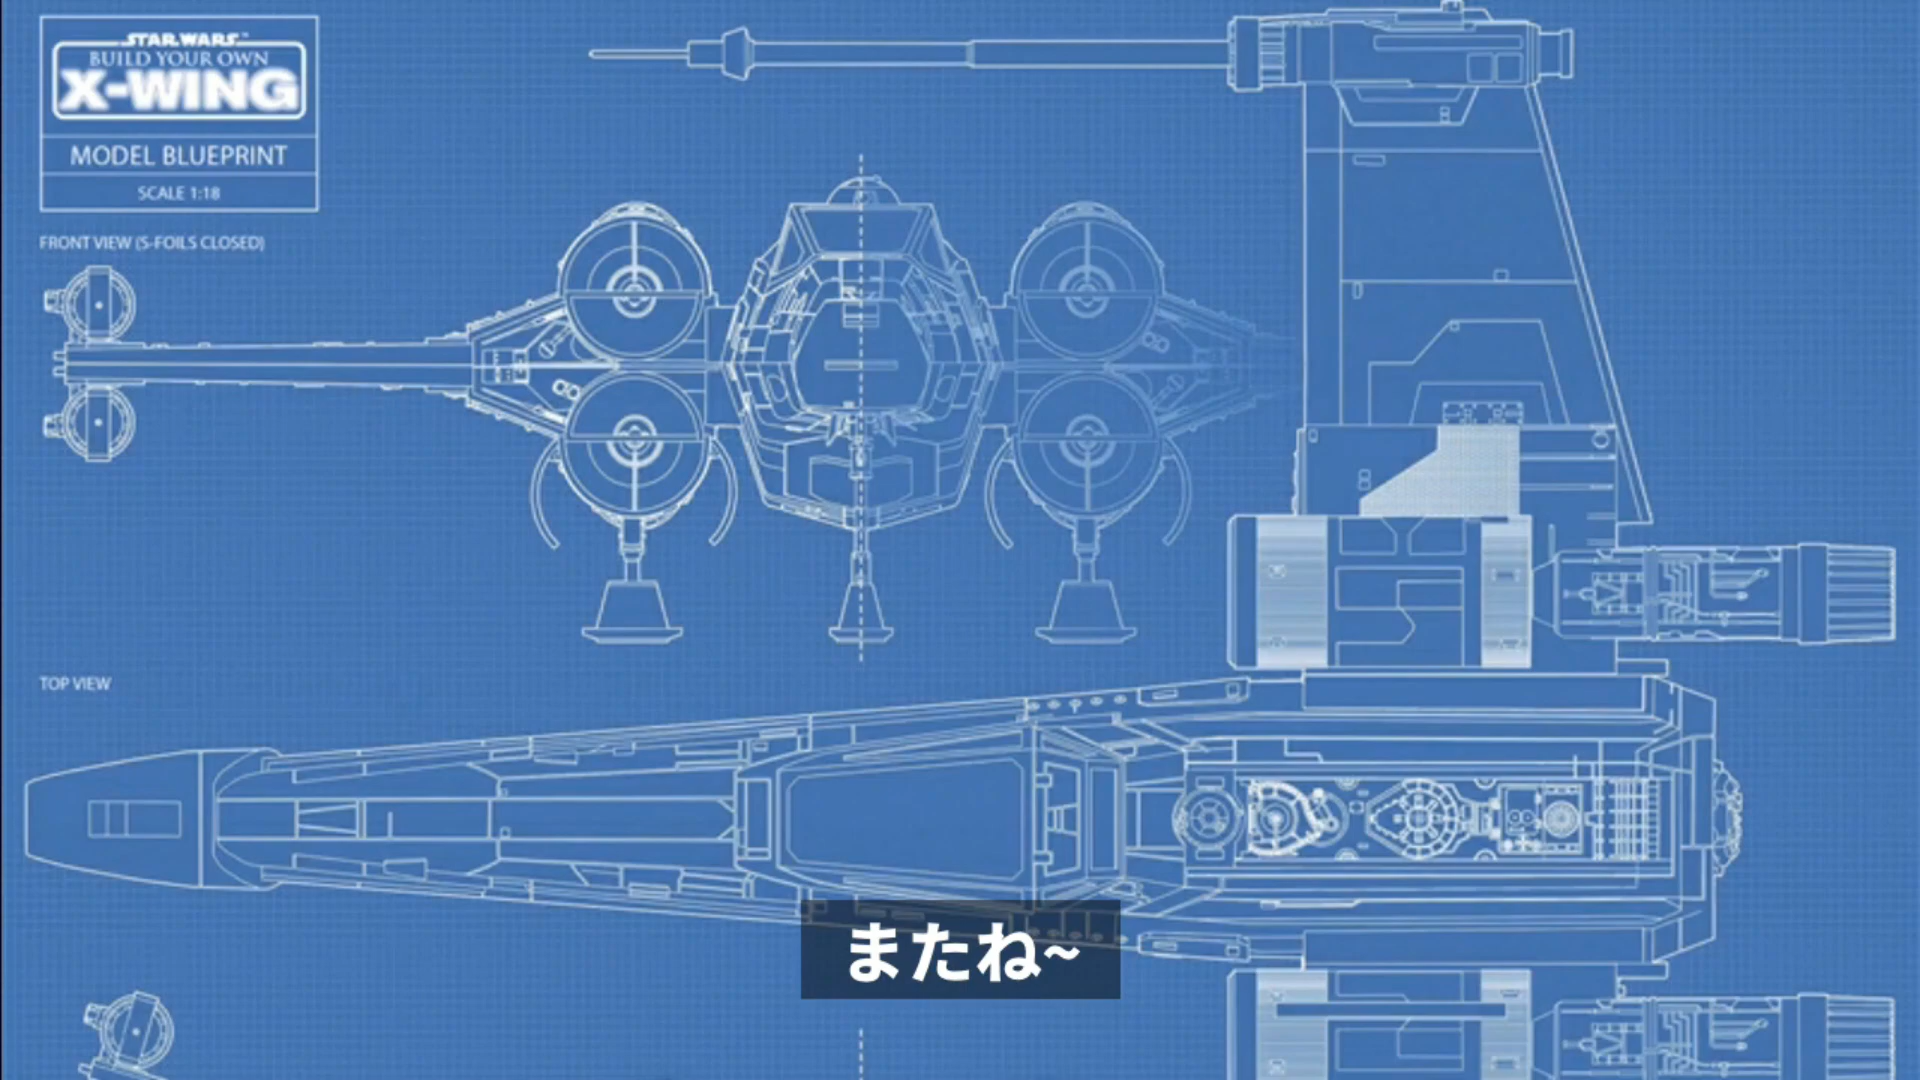 STAR WARS™
BUILD YOUR OWN
X-WING
MODEL BLUEPRINT
SCALE 1:18
FRONT VIEW (S-FOILS CLOSED)
TOP VIEW
またね~